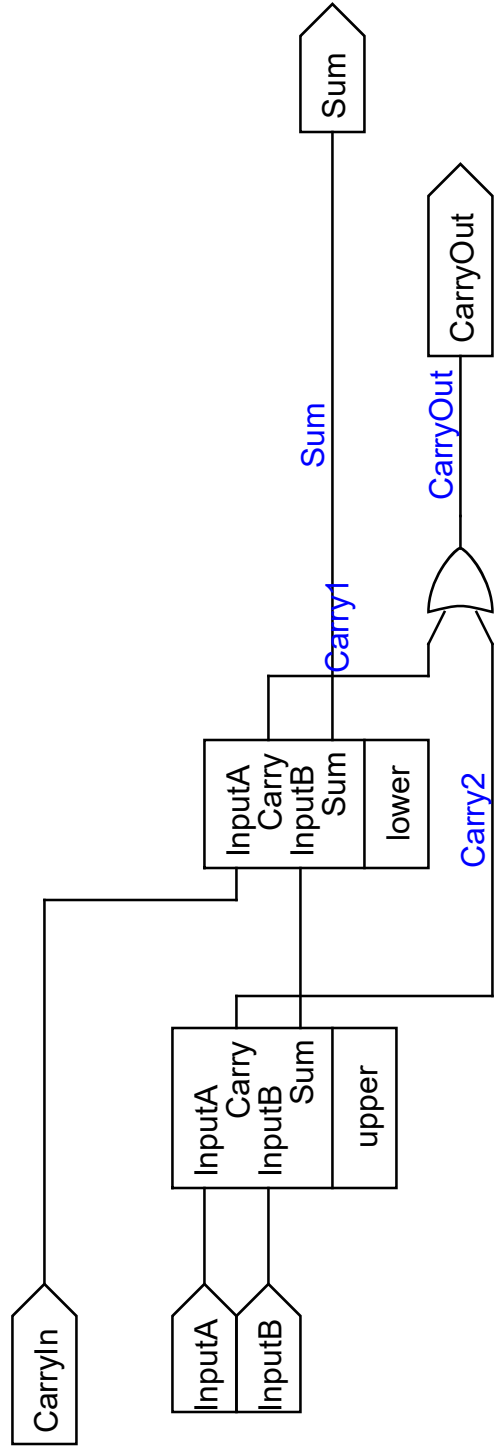 CarryIn
InputA
InputB
InputA
Carry
InputB
Sum
upper
InputA
Carry
InputB
Sum
lower
Carry2
Carry1
Sum
CarryOut
Sum
CarryOut